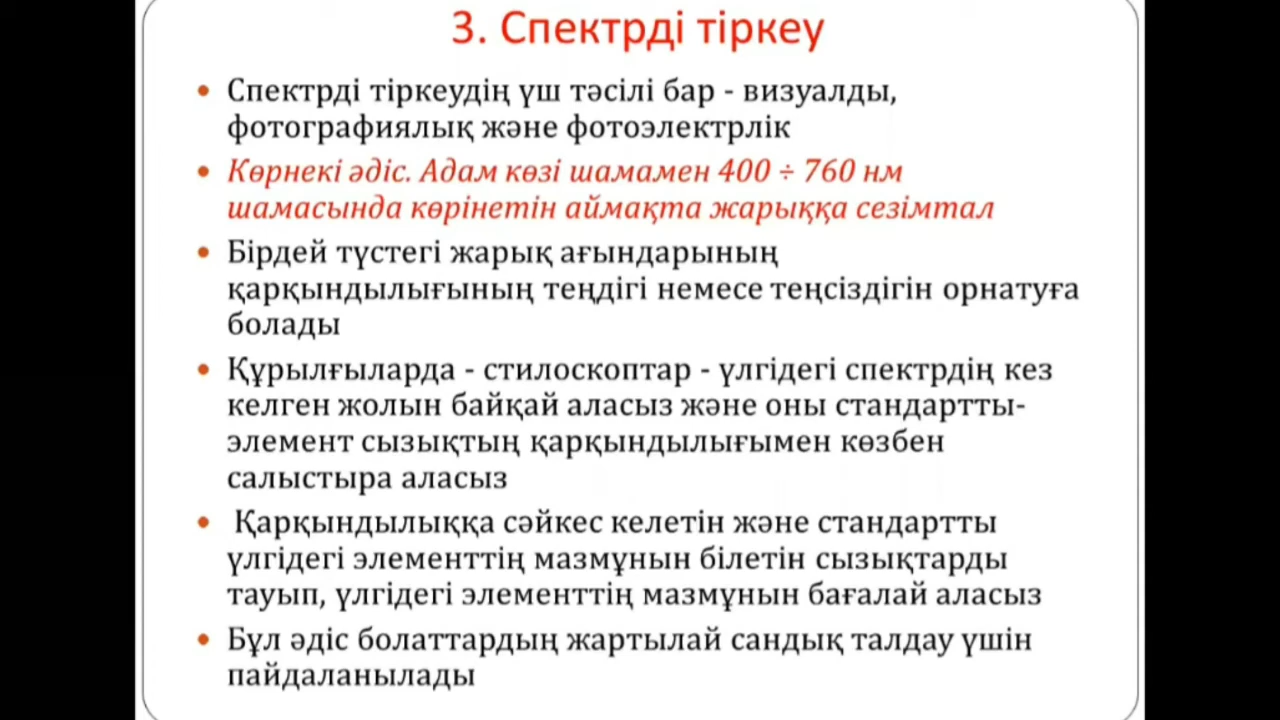 3. Спектрді тіркеу
• Спектрді тіркеудің үш тәсілі бар - визуалды,
фотографиялық және фотоэлектрлік
• Көрнекі әдіс. Адам көзі шамамен 400 ÷ 760 нм
шамасында көрінетін аймақта жарыққа сезімтал
• Бірдей түстегі жарық ағындарының
қарқындылығының теңдігі немесе теңсіздігін орнатуға
болады
• Құрылғыларда - стилоскоптар - үлгідегі спектрдің кез
келген жолын байқай аласыз және оны стандартты-
элемент сызықтың қарқындылығымен көзбен
салыстыра аласыз
• Қарқындылыққа сәйкес келетін және стандартты
үлгідегі элементтің мазмұнын білетін сызықтарды
тауып, үлгідегі элементтің мазмұнын бағалай аласыз
• Бұл әдіс болаттардың жартылай сандық талдау үшін
пайдаланылады